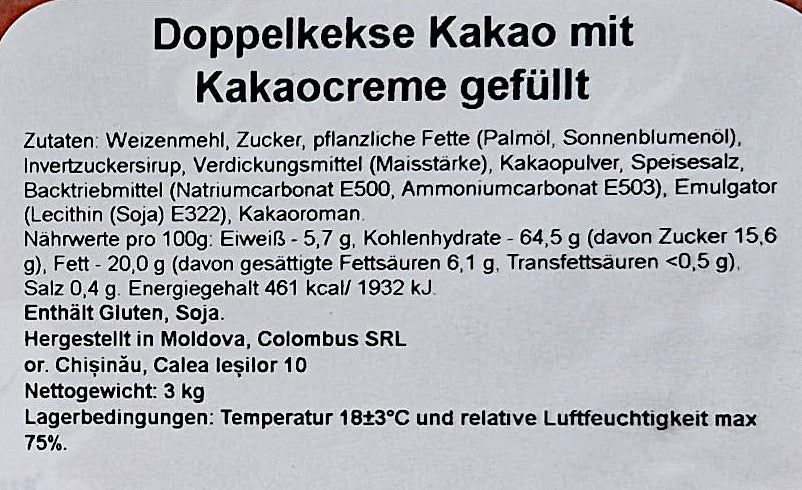 Doppelkekse Kakao mit
Kakaocreme gefüllt
Zutaten: Weizenmehl, Zucker, pflanzliche Fette (Palmöl, Sonnenblumenöl),
Invertzuckersirup, Verdickungsmittel (Maisstärke), Kakaopulver, Speisesalz,
Backtriebmittel (Natriumcarbonat E500, Ammoniumcarbonat E503), Emulgator
(Lecithin (Soja) E322), Kakaoroman.
Nährwerte pro 100g: Eiweiß - 5,7 g, Kohlenhydrate - 64,5 g (davon Zucker 15,6
g), Fett - 20,0 g (davon gesättigte Fettsäuren 6,1 g, Transfettsäuren <0,5 g),
Salz 0,4 g. Energiegehalt 461 kcal/ 1932 kJ.
Enthält Gluten, Soja.
Hergestellt in Moldova, Colombus SRL
or. Chișinău, Calea Ieșilor 10
Nettogewicht: 3 kg
Lagerbedingungen: Temperatur 18±3°C und relative Luftfeuchtigkeit max
75%.